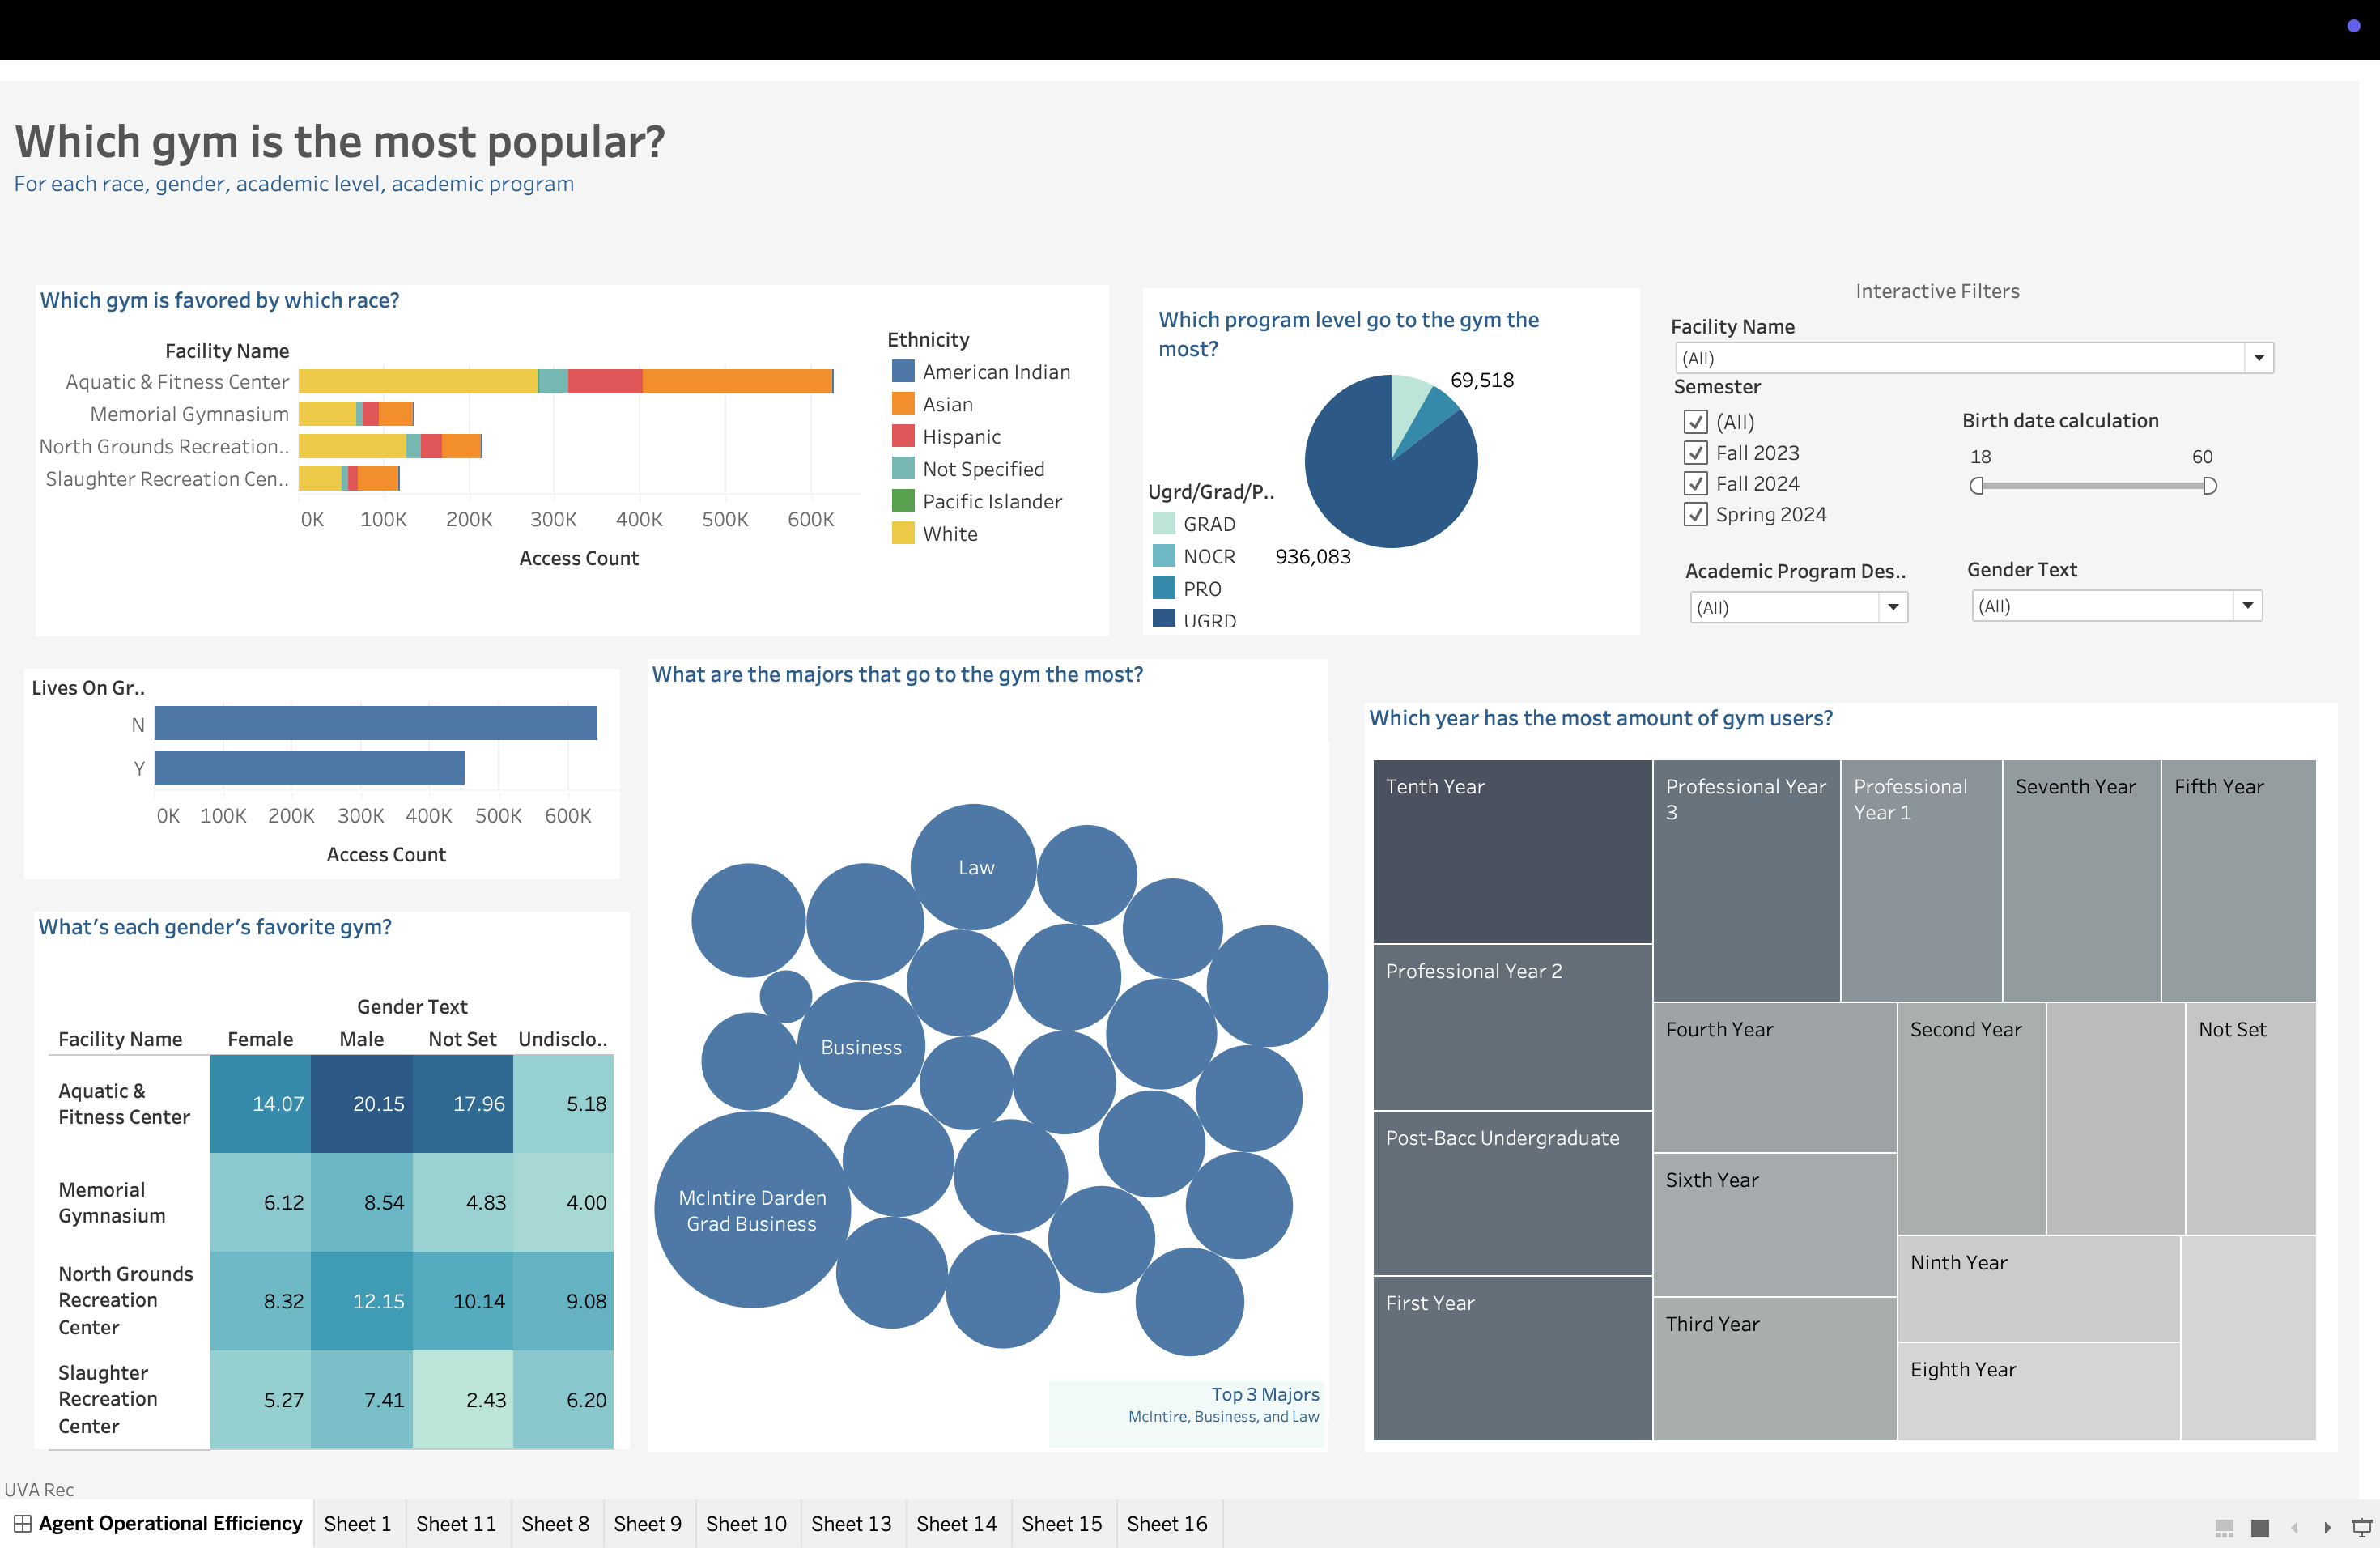 Which gym is the most popular?
For each race, gender, academic level, academic program
Which gym is favored by which race?
Facility Name
Aquatic & Fitness Center
Memorial Gymnasium
North Grounds Recreation..
Slaughter Recreation Cen..
0K 100K 200K 300K 400K 500K 600K
Access Count
Ethnicity
American Indian
Asian
Hispanic
Not Specified
Pacific Islander
White
Which program level go to the gym the
most?
69,518
936,083
Ugrd/Grad/P..
GRAD
NOCR
PRO
UGRD
Interactive Filters
Facility Name
(All)
Semester
(All)
Fall 2023
Fall 2024
Spring 2024
Birth date calculation
18 60
Academic Program Des..
(All)
Gender Text
(All)
Lives On Gr..
N
Y
0K 100K 200K 300K 400K 500K 600K
Access Count
What's each gender's favorite gym?
Gender Text
Facility Name Female Male Not Set Undisclo..
Aquatic &
Fitness Center
14.07 20.15 17.96 5.18
Memorial
Gymnasium
6.12 8.54 4.83 4.00
North Grounds
Recreation
Center
8.32 12.15 10.14 9.08
Slaughter
Recreation
Center
5.27 7.41 2.43 6.20
What are the majors that go to the gym the most?
Law
Business
McIntire Darden
Grad Business
Top 3 Majors
McIntire, Business, and Law
Which year has the most amount of gym users?
Tenth Year
Professional Year 2
Post-Bacc Undergraduate
First Year
Professional Year
3
Professional
Year 1
Seventh Year
Fifth Year
Fourth Year
Sixth Year
Third Year
Second Year
Not Set
Ninth Year
Eighth Year
UVA Rec
Agent Operational Efficiency Sheet 1 Sheet 11 Sheet 8 Sheet 9 Sheet 10 Sheet 13 Sheet 14 Sheet 15 Sheet 16